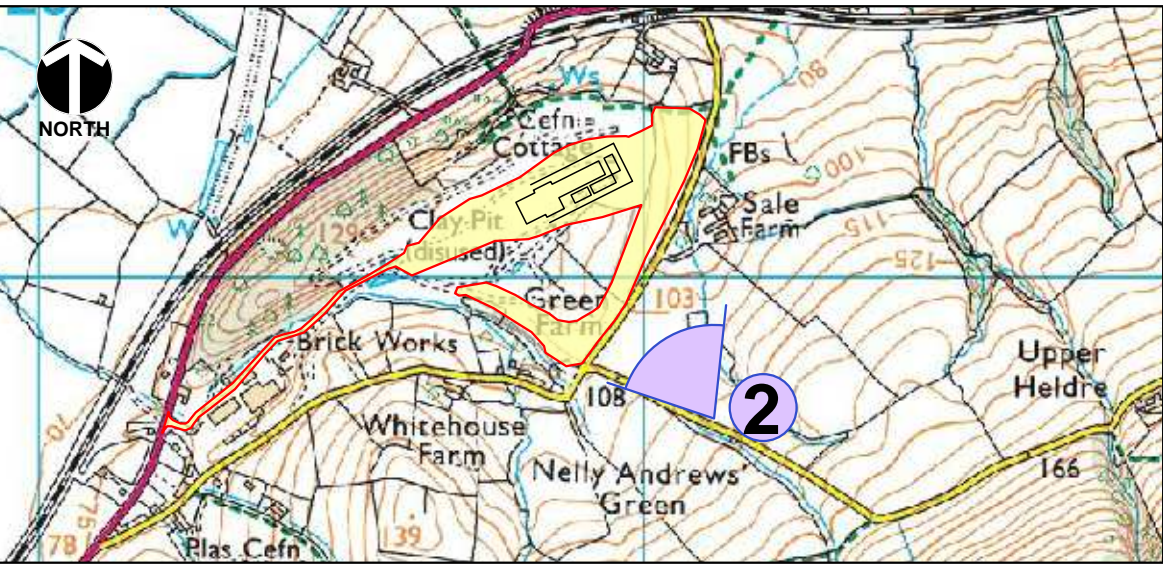 NORTH
Ws
80
Cefn
Cottage
FBs
100
Sale
Farm
W
129
Clay Pit
(disused)
115
125
Green
Farm
103
Brick Works
Upper
Heldre
108
2
70
Whitehouse
Farm
166
Nelly Andrews'
Green
75
78
139
Plas Cefn